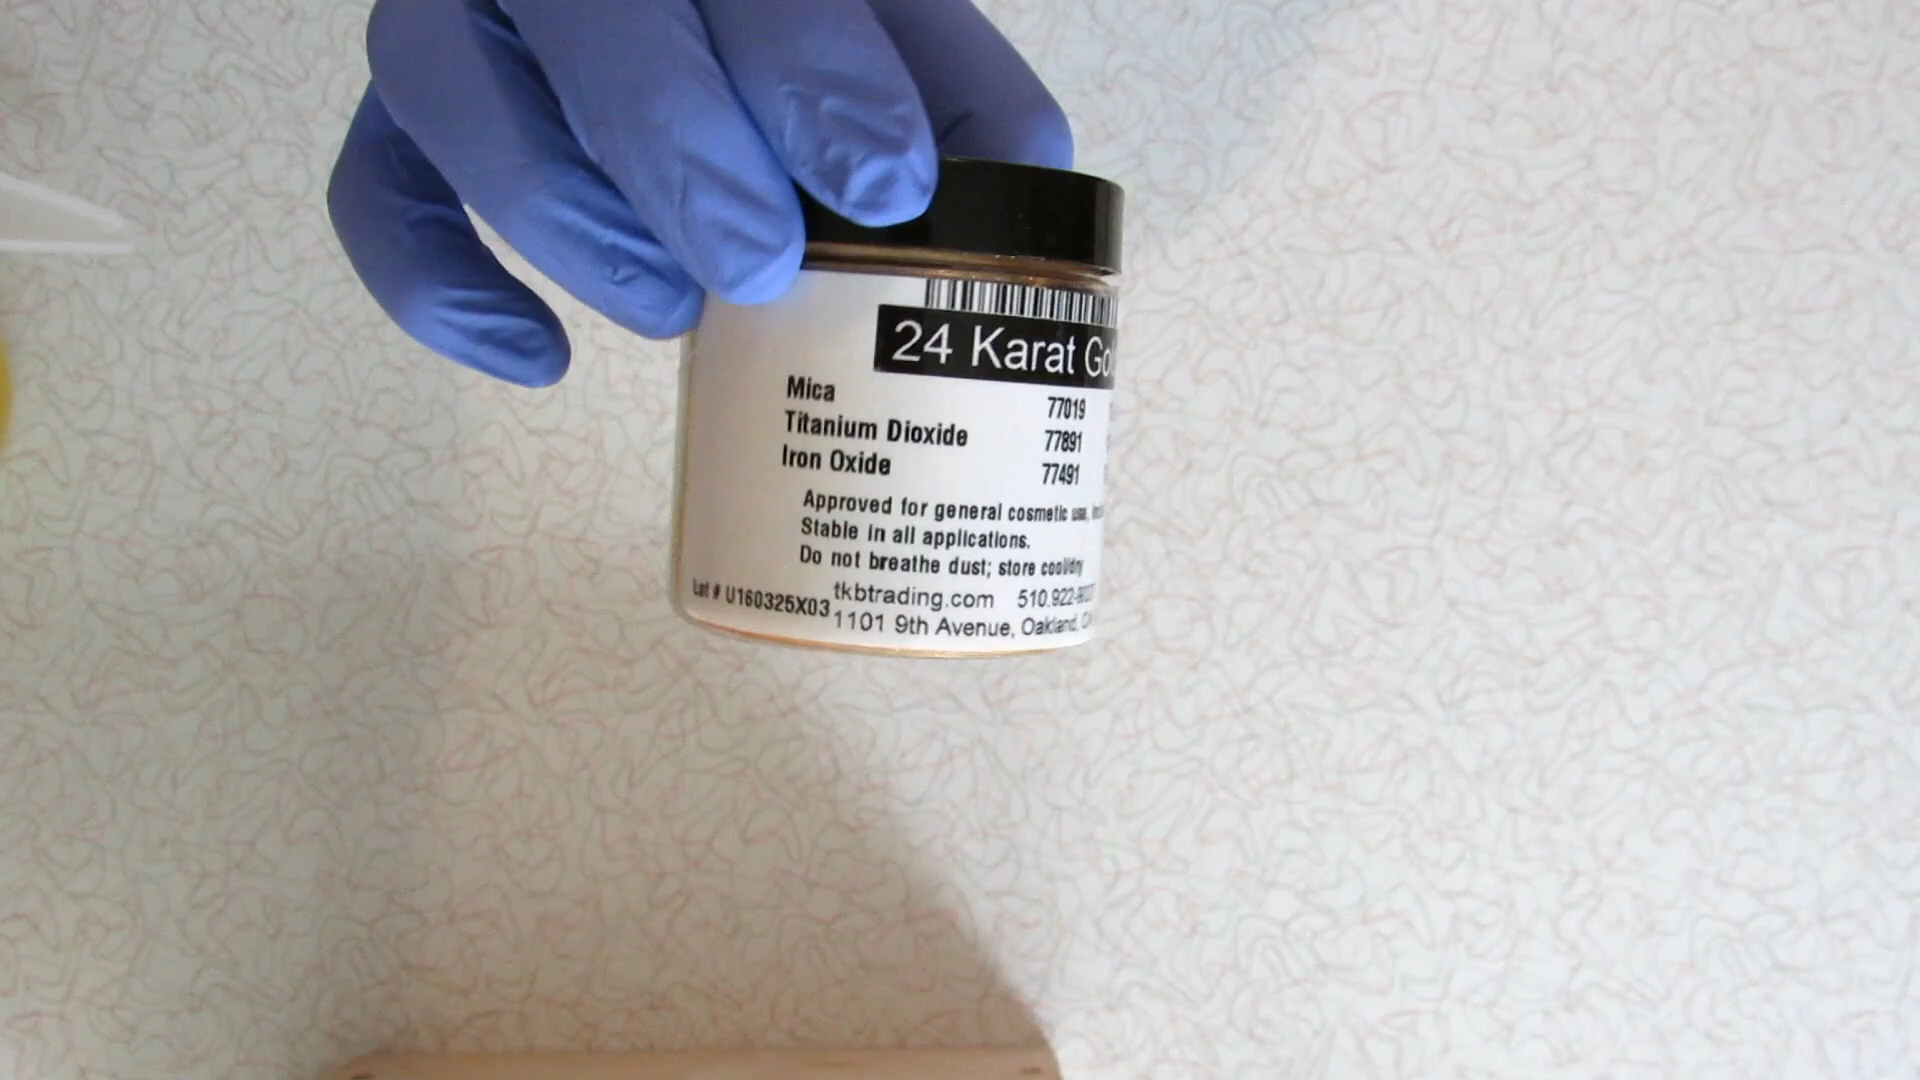 24 Karat Go
Mica 77019
Titanium Dioxide 77891
Iron Oxide 77491
Approved for general cosmetic use,
Stable in all applications.
Do not breathe dust; store cool/dry
Lot # U160325X03
tkbtrading.com 510.922-
1101 9th Avenue, Oakland,